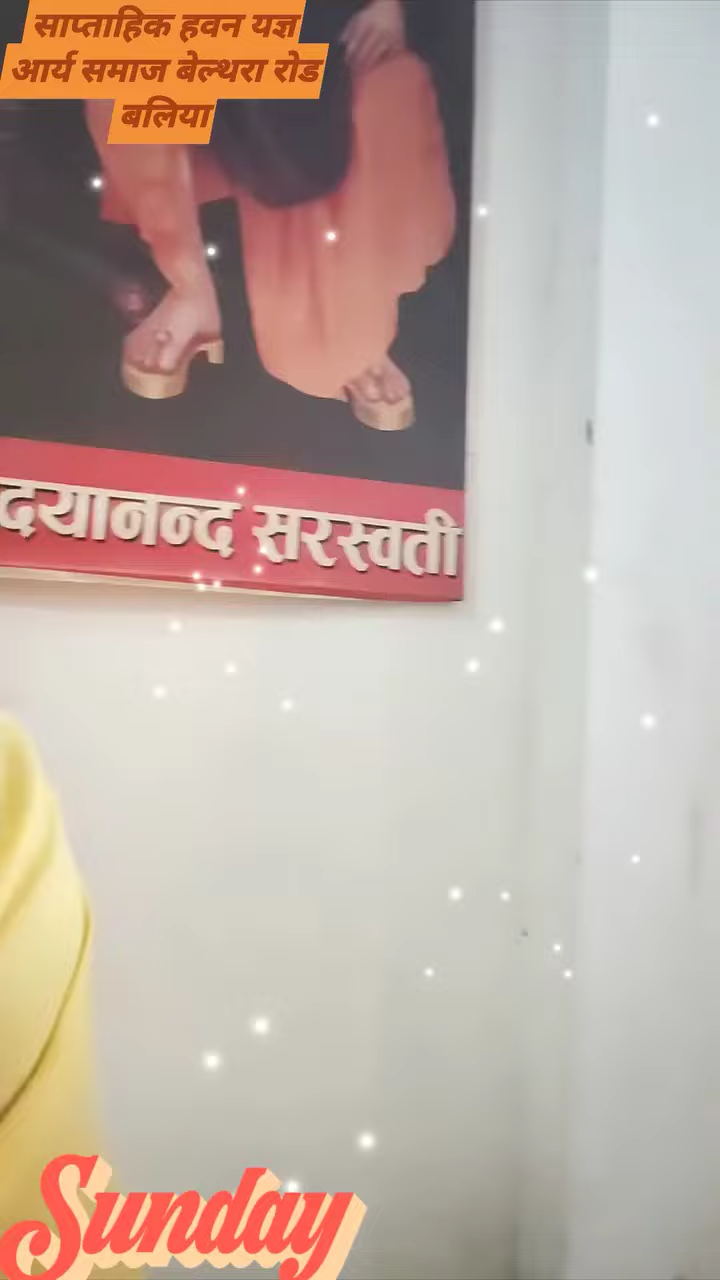 साप्ताहिक हवन यज्ञ
आर्य समाज बेल्थरा रोड
बलिया
दयानन्द सरस्वती
Sunday